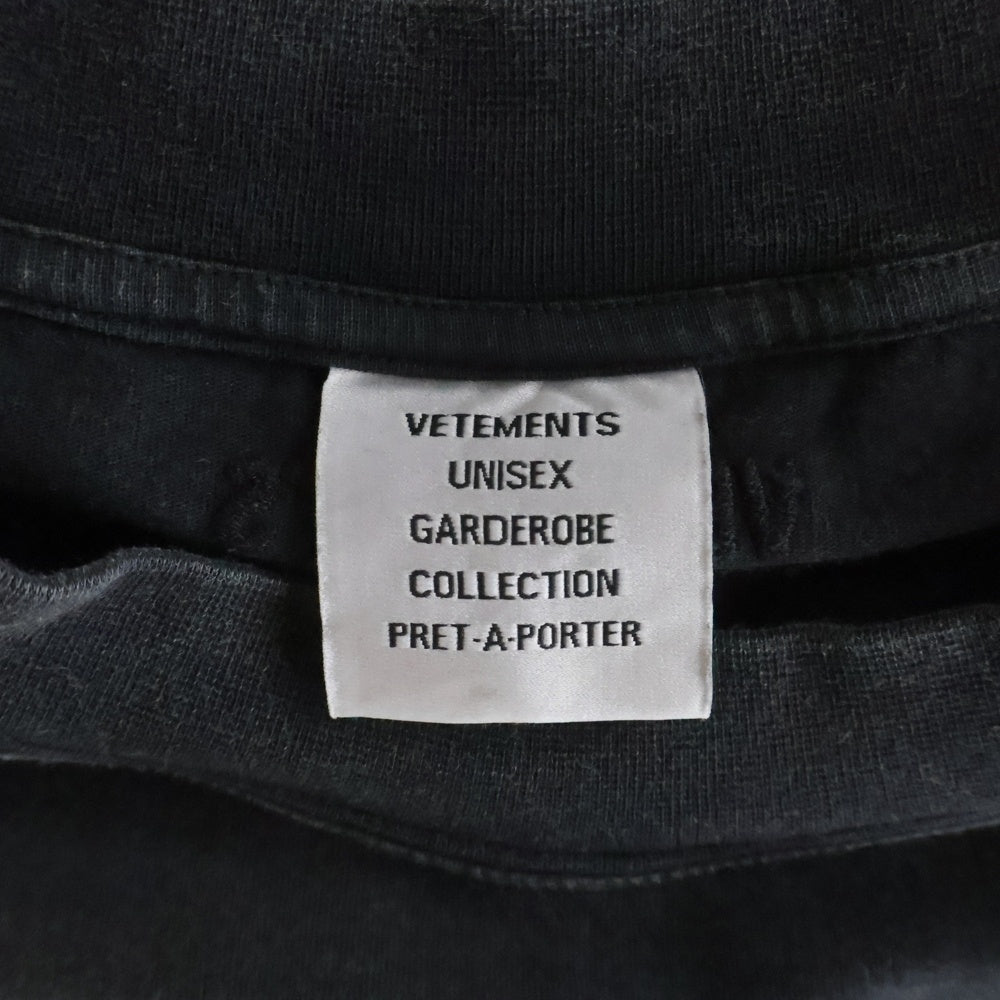 VETEMENTS
UNISEX
GARDEROBE
COLLECTION
PRET-A-PORTER